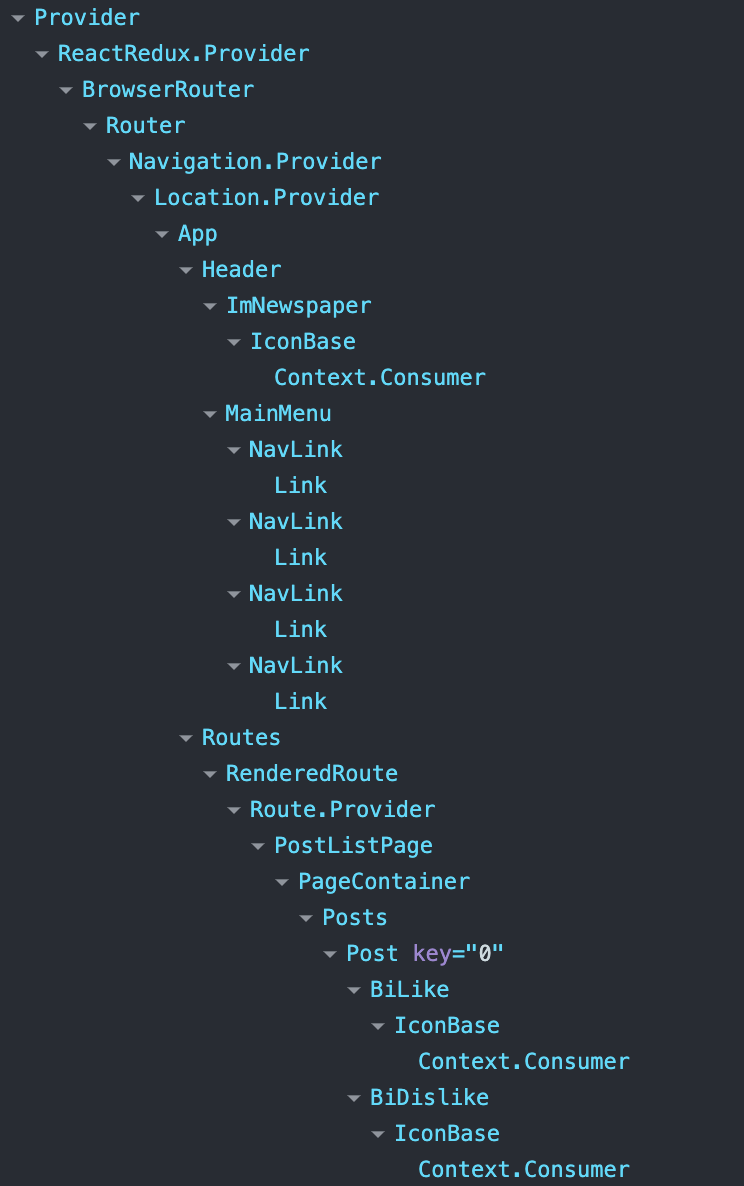 Provider
ReactRedux.Provider
BrowserRouter
Router
Navigation.Provider
Location.Provider
App
Header
ImNewspaper
IconBase
Context.Consumer
MainMenu
NavLink
Link
NavLink
Link
NavLink
Link
NavLink
Link
Routes
RenderedRoute
Route.Provider
PostListPage
PageContainer
Posts
Post key="0"
BiLike
IconBase
Context.Consumer
BiDislike
IconBase
Context.Consumer